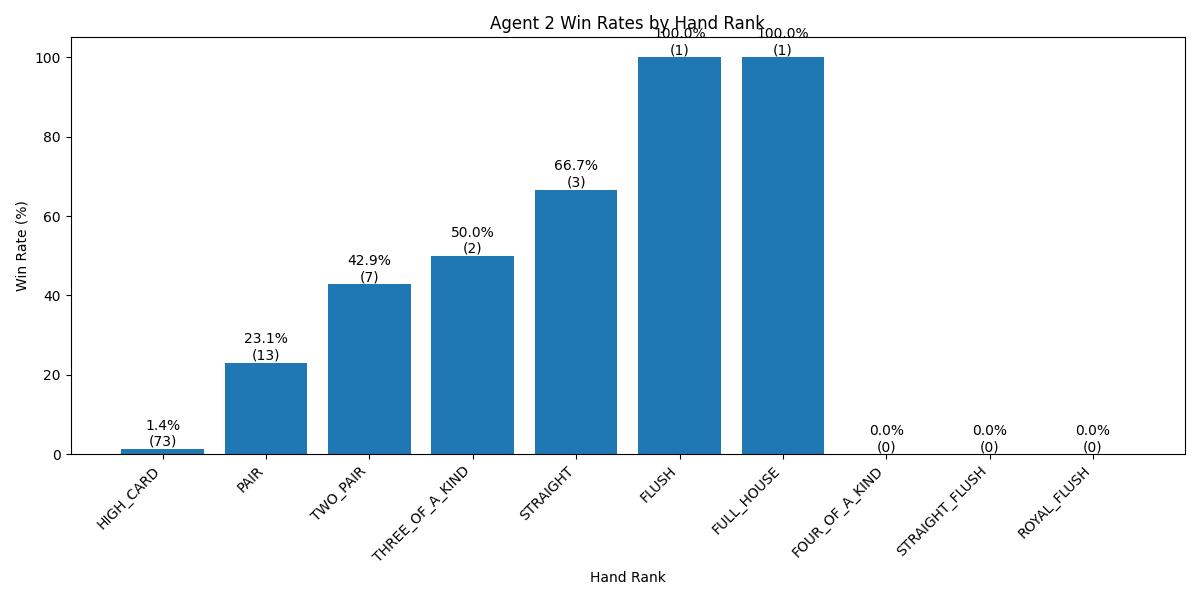 Agent 2 Win Rates by Hand Rank
100.0%
(1)
100.0%
(1)
66.7%
(3)
50.0%
(2)
42.9%
(7)
23.1%
(13)
1.4%
(73)
0.0%
(0)
0.0%
(0)
0.0%
(0)
Win Rate (%)
100
80
60
40
20
0
HIGH_CARD
PAIR
TWO_PAIR
THREE_OF_A_KIND
STRAIGHT
FLUSH
FULL_HOUSE
FOUR_OF_A_KIND
STRAIGHT_FLUSH
ROYAL_FLUSH
Hand Rank